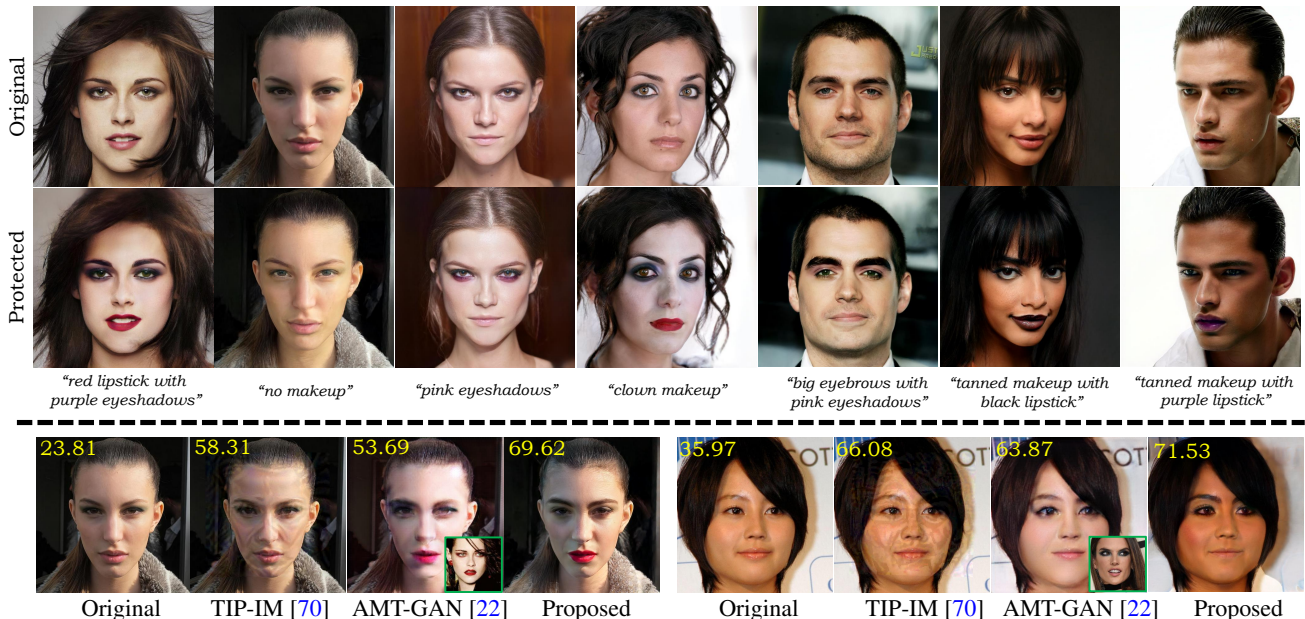 Original
Protected
“red lipstick with
purple eyeshadows”
“no makeup”
“pink eyeshadows”
“clown makeup”
“big eyebrows with
pink eyeshadows”
“tanned makeup with
black lipstick”
“tanned makeup with
purple lipstick”
23.81
58.31
53.69
69.62
35.97
66.08
63.87
71.53
COT
COT
Original
TIP-IM [70]
AMT-GAN [22]
Proposed
Original
TIP-IM [70]
AMT-GAN [22]
Proposed